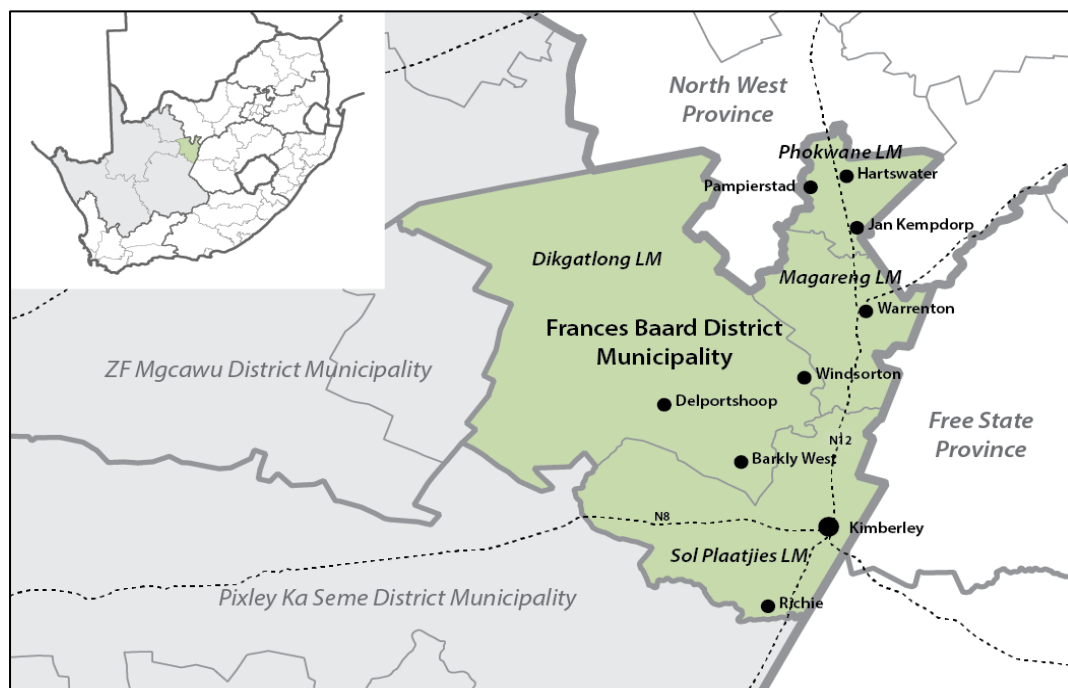 North West
Province
Phokwane LM
Hartswater
Pampierstad
Jan Kempdorp
Dikgatlong LM
Magareng LM
Warrenton
Frances Baard District
Municipality
ZF Mgcawu District Municipality
Windsorton
Delportshoop
Free State
Province
N12
Barkly West
N8
Kimberley
Sol Plaatjies LM
Pixley Ka Seme District Municipality
Richie